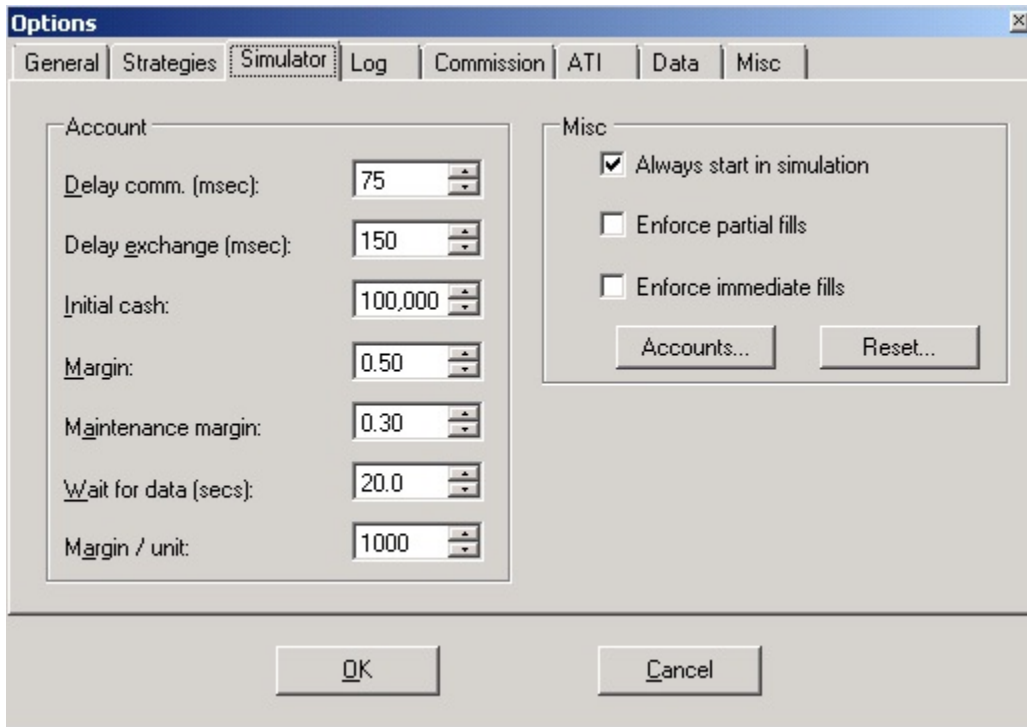 Options
General Strategies Simulator Log Commission ATI Data Misc
Account
Delay comm. (msec): 75
Delay exchange (msec): 150
Initial cash: 100,000
Margin: 0.50
Maintenance margin: 0.30
Wait for data (secs): 20.0
Margin / unit: 1000
Misc
Always start in simulation
Enforce partial fills
Enforce immediate fills
Accounts... Reset...
OK Cancel